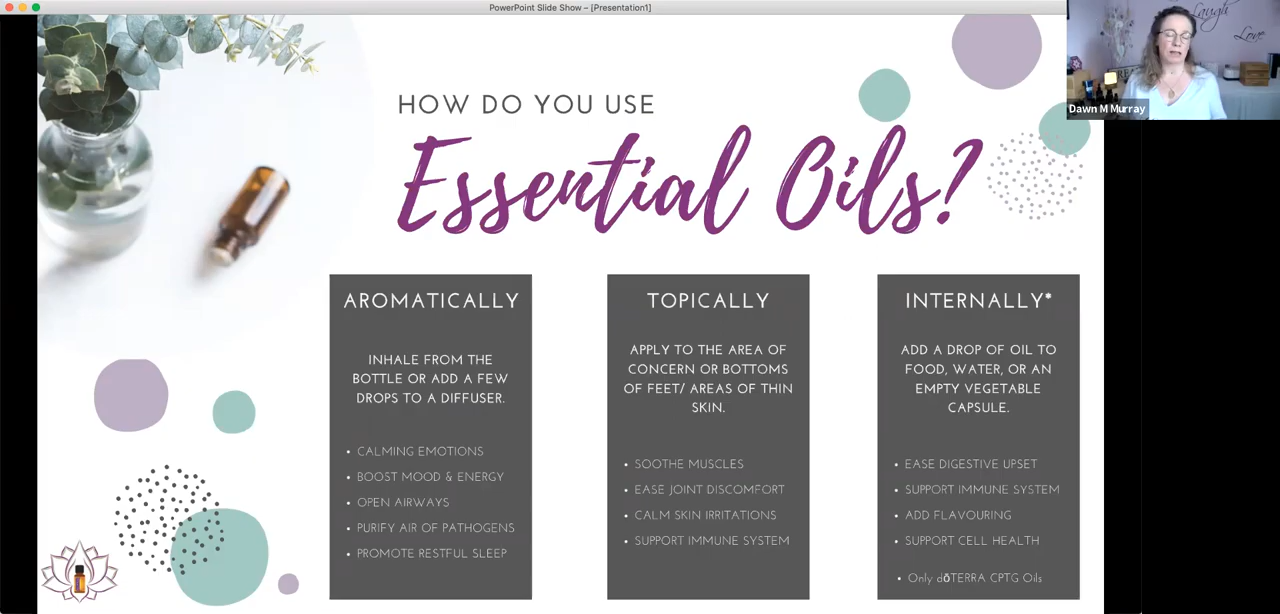 PowerPoint Slide Show – [Presentation1]
Laugh
Love
Dawn M Murray
HOW DO YOU USE
Essential Oils?
AROMATICALLY
INHALE FROM THE
BOTTLE OR ADD A FEW
DROPS TO A DIFFUSER.
• CALMING EMOTIONS
• BOOST MOOD & ENERGY
• OPEN AIRWAYS
• PURIFY AIR OF PATHOGENS
• PROMOTE RESTFUL SLEEP
TOPICALLY
APPLY TO THE AREA OF
CONCERN OR BOTTOMS
OF FEET/ AREAS OF THIN
SKIN.
• SOOTHE MUSCLES
• EASE JOINT DISCOMFORT
• CALM SKIN IRRITATIONS
• SUPPORT IMMUNE SYSTEM
INTERNALLY*
ADD A DROP OF OIL TO
FOOD, WATER, OR AN
EMPTY VEGETABLE
CAPSULE.
• EASE DIGESTIVE UPSET
• SUPPORT IMMUNE SYSTEM
• ADD FLAVOURING
• SUPPORT CELL HEALTH
• Only dōTERRA CPTG Oils